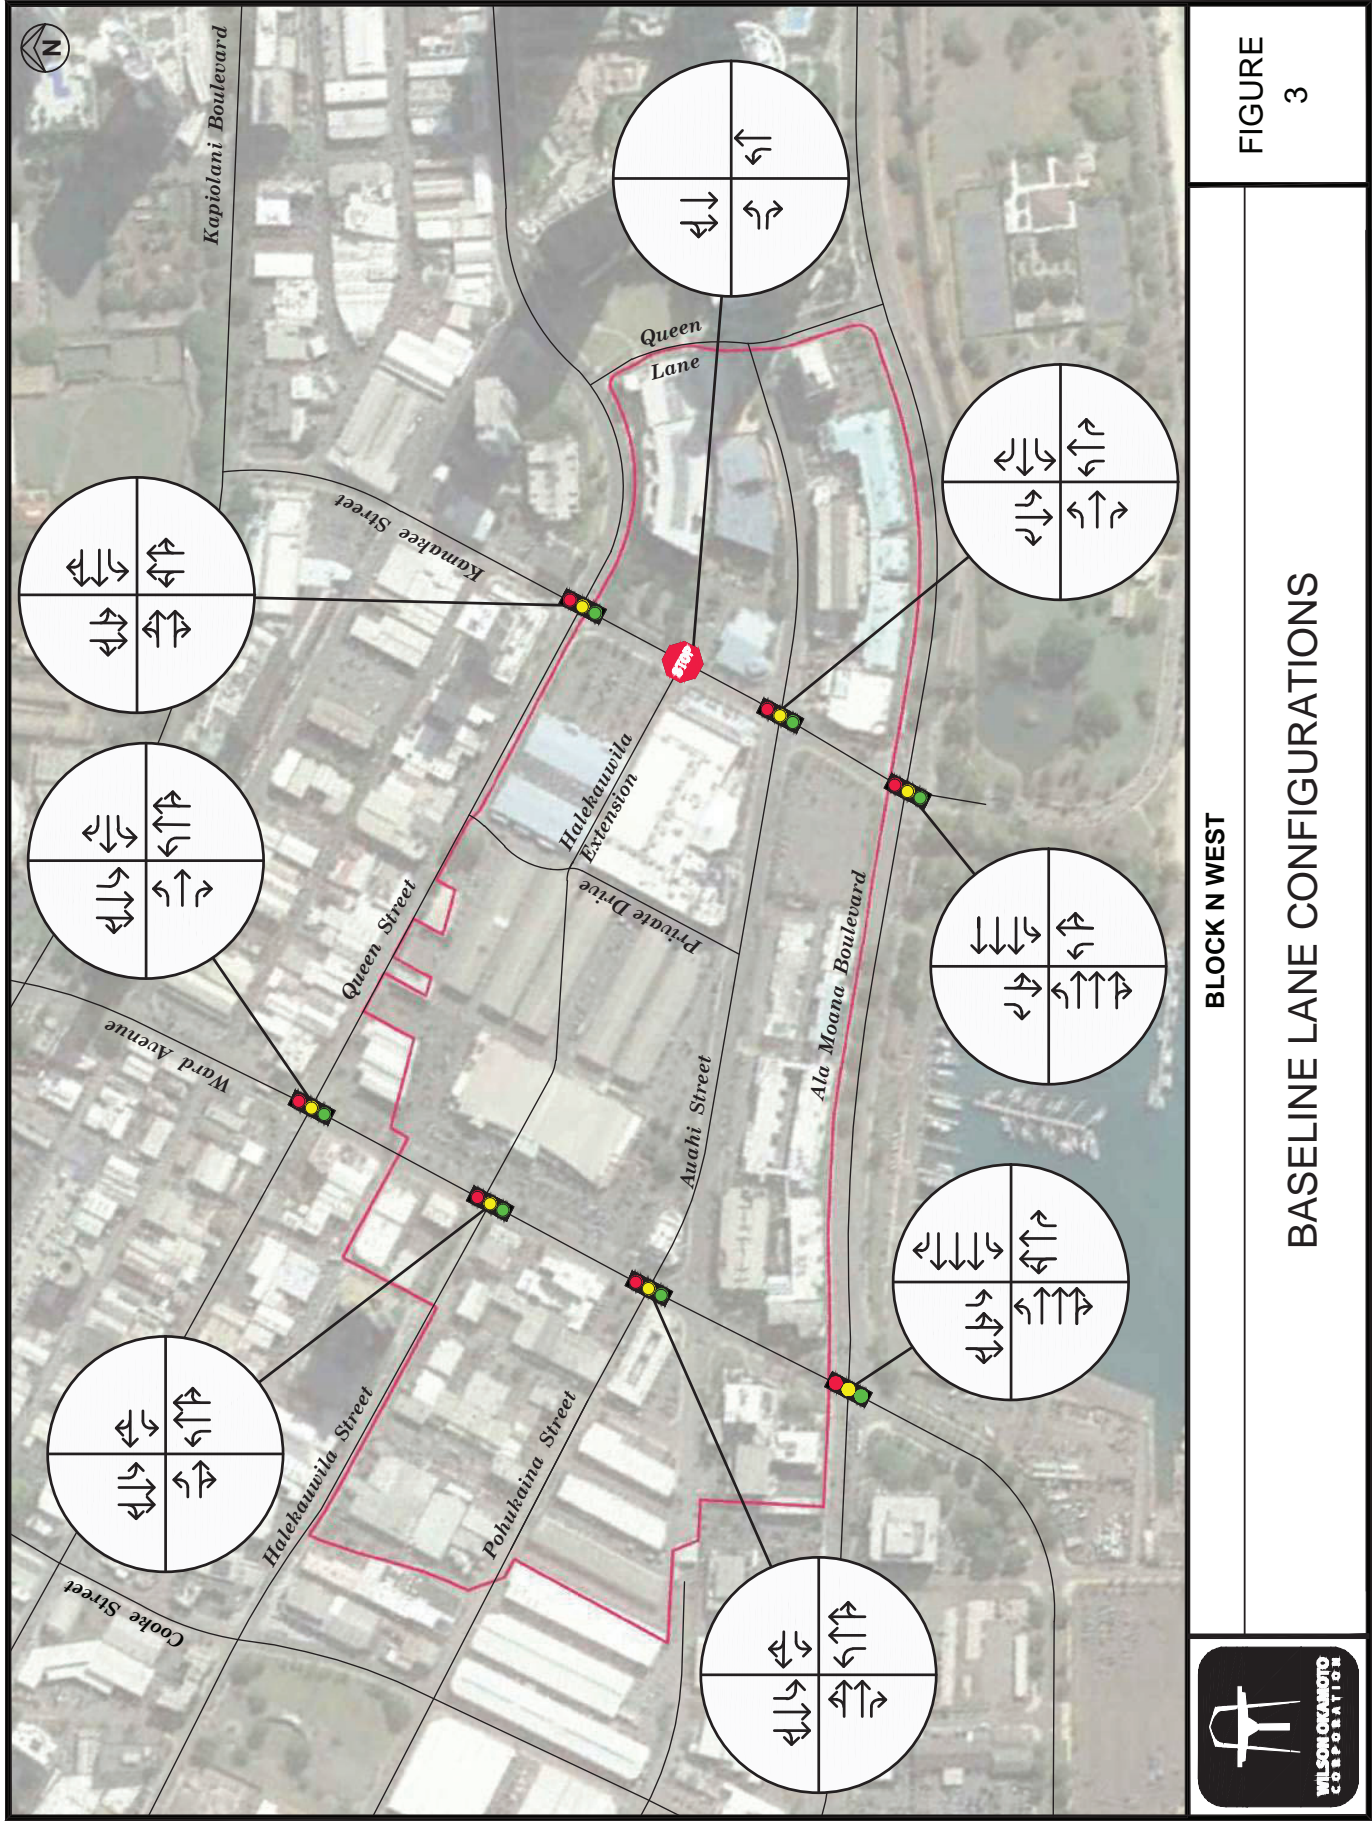 N
Kapiolani Boulevard
Kamakee Street
Queen
Lane
STOP
Halekauwila
Extension
Private Drive
Queen Street
Ward Avenue
Auahi Street
Ala Moana Boulevard
Halekauwila Street
Pohukaina Street
Cooke Street
WILSON OKAMOTO
CORPORATION
BLOCK N WEST
BASELINE LANE CONFIGURATIONS
FIGURE
3